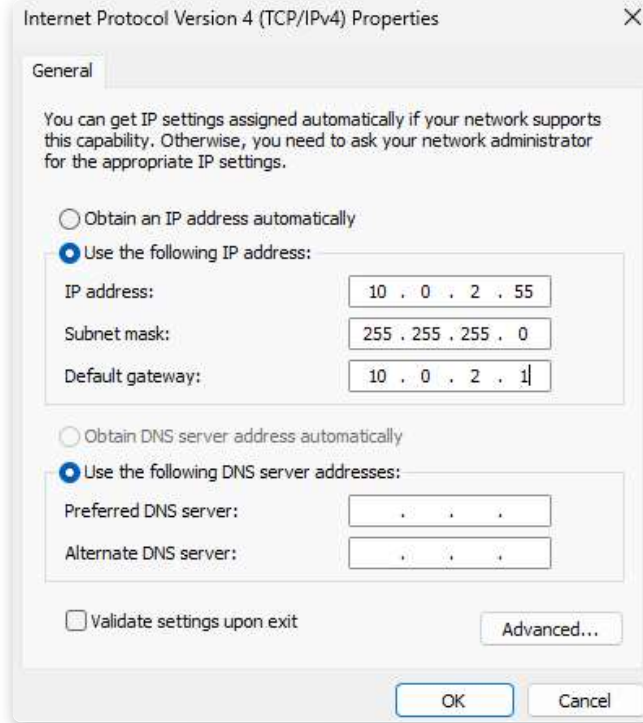 Internet Protocol Version 4 (TCP/IPv4) Properties
General
You can get IP settings assigned automatically if your network supports
this capability. Otherwise, you need to ask your network administrator
for the appropriate IP settings.
Obtain an IP address automatically
Use the following IP address:
IP address: 10 . 0 . 2 . 55
Subnet mask: 255 . 255 . 255 . 0
Default gateway: 10 . 0 . 2 . 1
Obtain DNS server address automatically
Use the following DNS server addresses:
Preferred DNS server: . . .
Alternate DNS server: . . .
Validate settings upon exit
Advanced...
OK Cancel